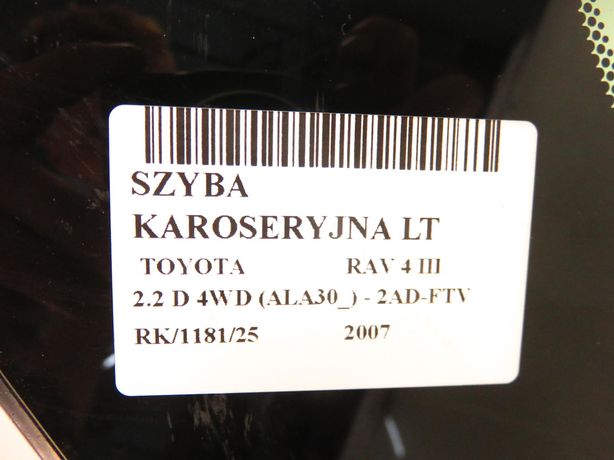 SZYBA
KAROSERYJNA LT
TOYOTA RAV 4 III
2.2 D 4WD (ALA30_) - 2AD-FTV
RK/1181/25 2007